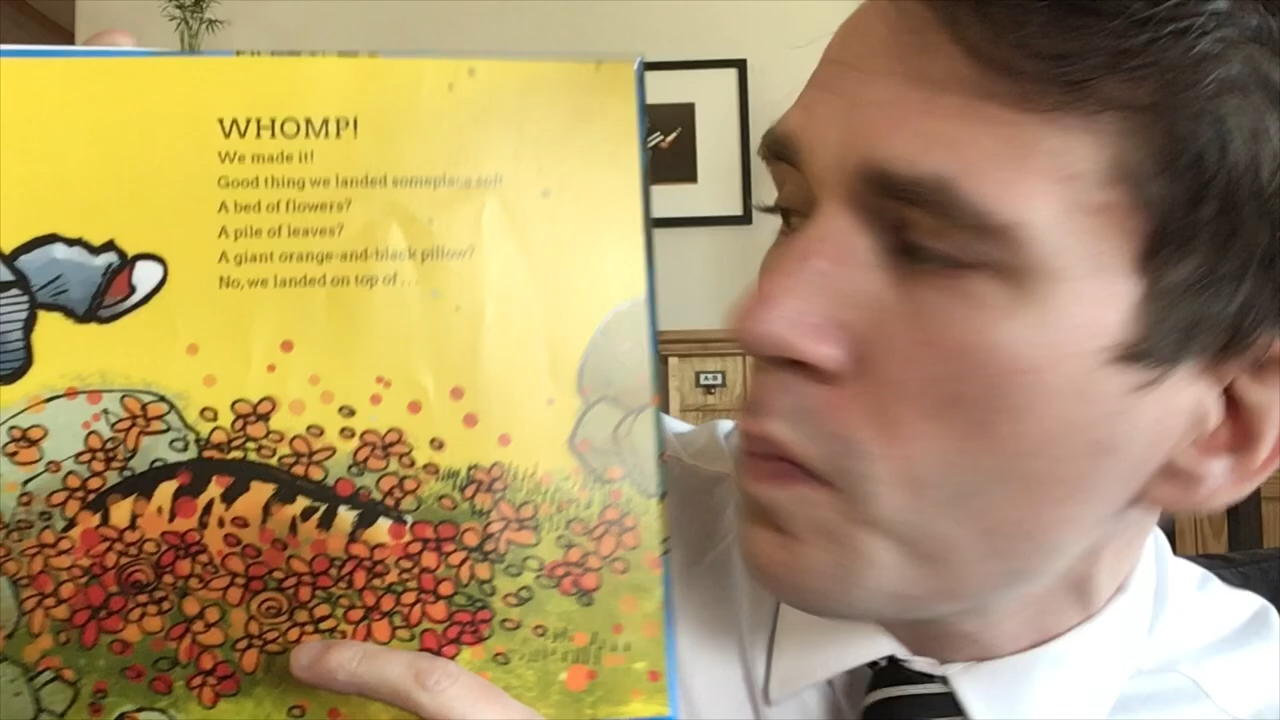 WHOMP!
We made it!
Good thing we landed someplace soft.
A bed of flowers?
A pile of leaves?
A giant orange-and-black pillow?
No, we landed on top of . . .
A-B